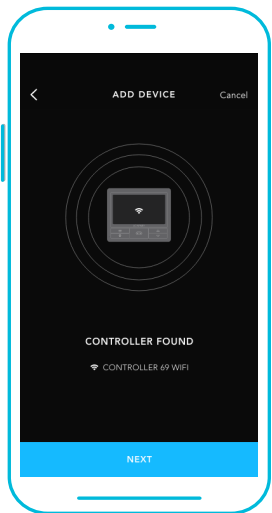 ADD DEVICE
Cancel
CONTROLLER FOUND
CONTROLLER 69 WIFI
NEXT